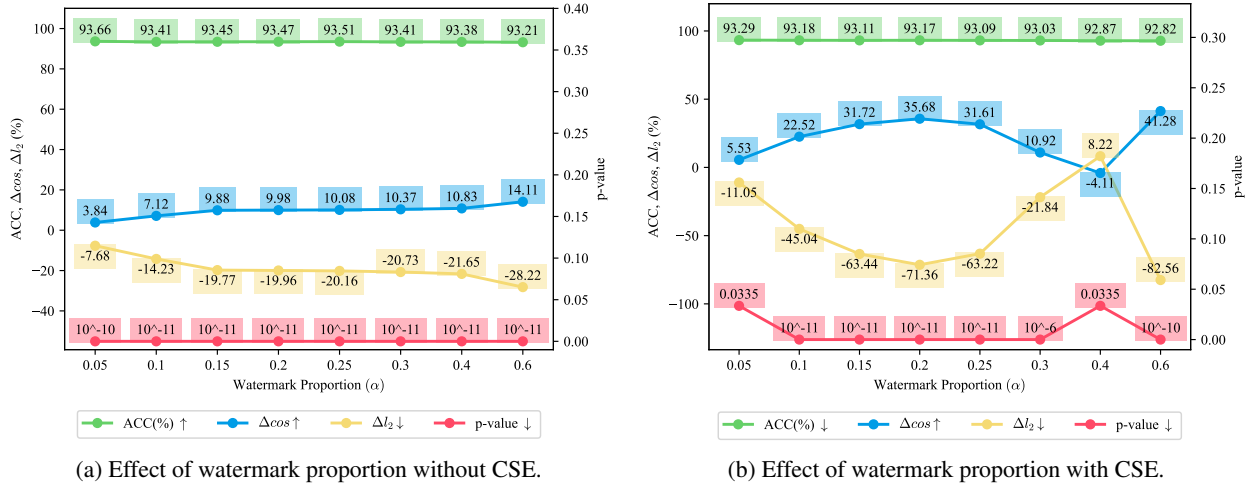 93.66 93.41 93.45 93.47 93.51 93.41 93.38 93.21
3.84 7.12 9.88 9.98 10.08 10.37 10.83 14.11
-7.68 -14.23 -19.77 -19.96 -20.16 -20.73 -21.65 -28.22
10^-10 10^-11 10^-11 10^-11 10^-11 10^-11 10^-11 10^-11
100
80
60
40
20
0
−20
−40
ACC, Δcos, Δl₂ (%)
0.40
0.35
0.30
0.25
0.20
0.15
0.10
0.05
0.00
p-value
0.05 0.1 0.15 0.2 0.25 0.3 0.4 0.6
Watermark Proportion (α)
ACC(%) ↑ Δcos ↑ Δl₂ ↓ p-value ↓
(a) Effect of watermark proportion without CSE.
93.29 93.18 93.11 93.17 93.09 93.03 92.87 92.82
5.53 22.52 31.72 35.68 31.61 10.92 -4.11 41.28
-11.05 -45.04 -63.44 -71.36 -63.22 -21.84 8.22 -82.56
0.0335 10^-11 10^-11 10^-11 10^-11 10^-6 0.0335 10^-10
100
50
0
−50
−100
ACC, Δcos, Δl₂ (%)
0.30
0.25
0.20
0.15
0.10
0.05
0.00
p-value
0.05 0.1 0.15 0.2 0.25 0.3 0.4 0.6
Watermark Proportion (α)
ACC(%) ↓ Δcos ↑ Δl₂ ↓ p-value ↓
(b) Effect of watermark proportion with CSE.